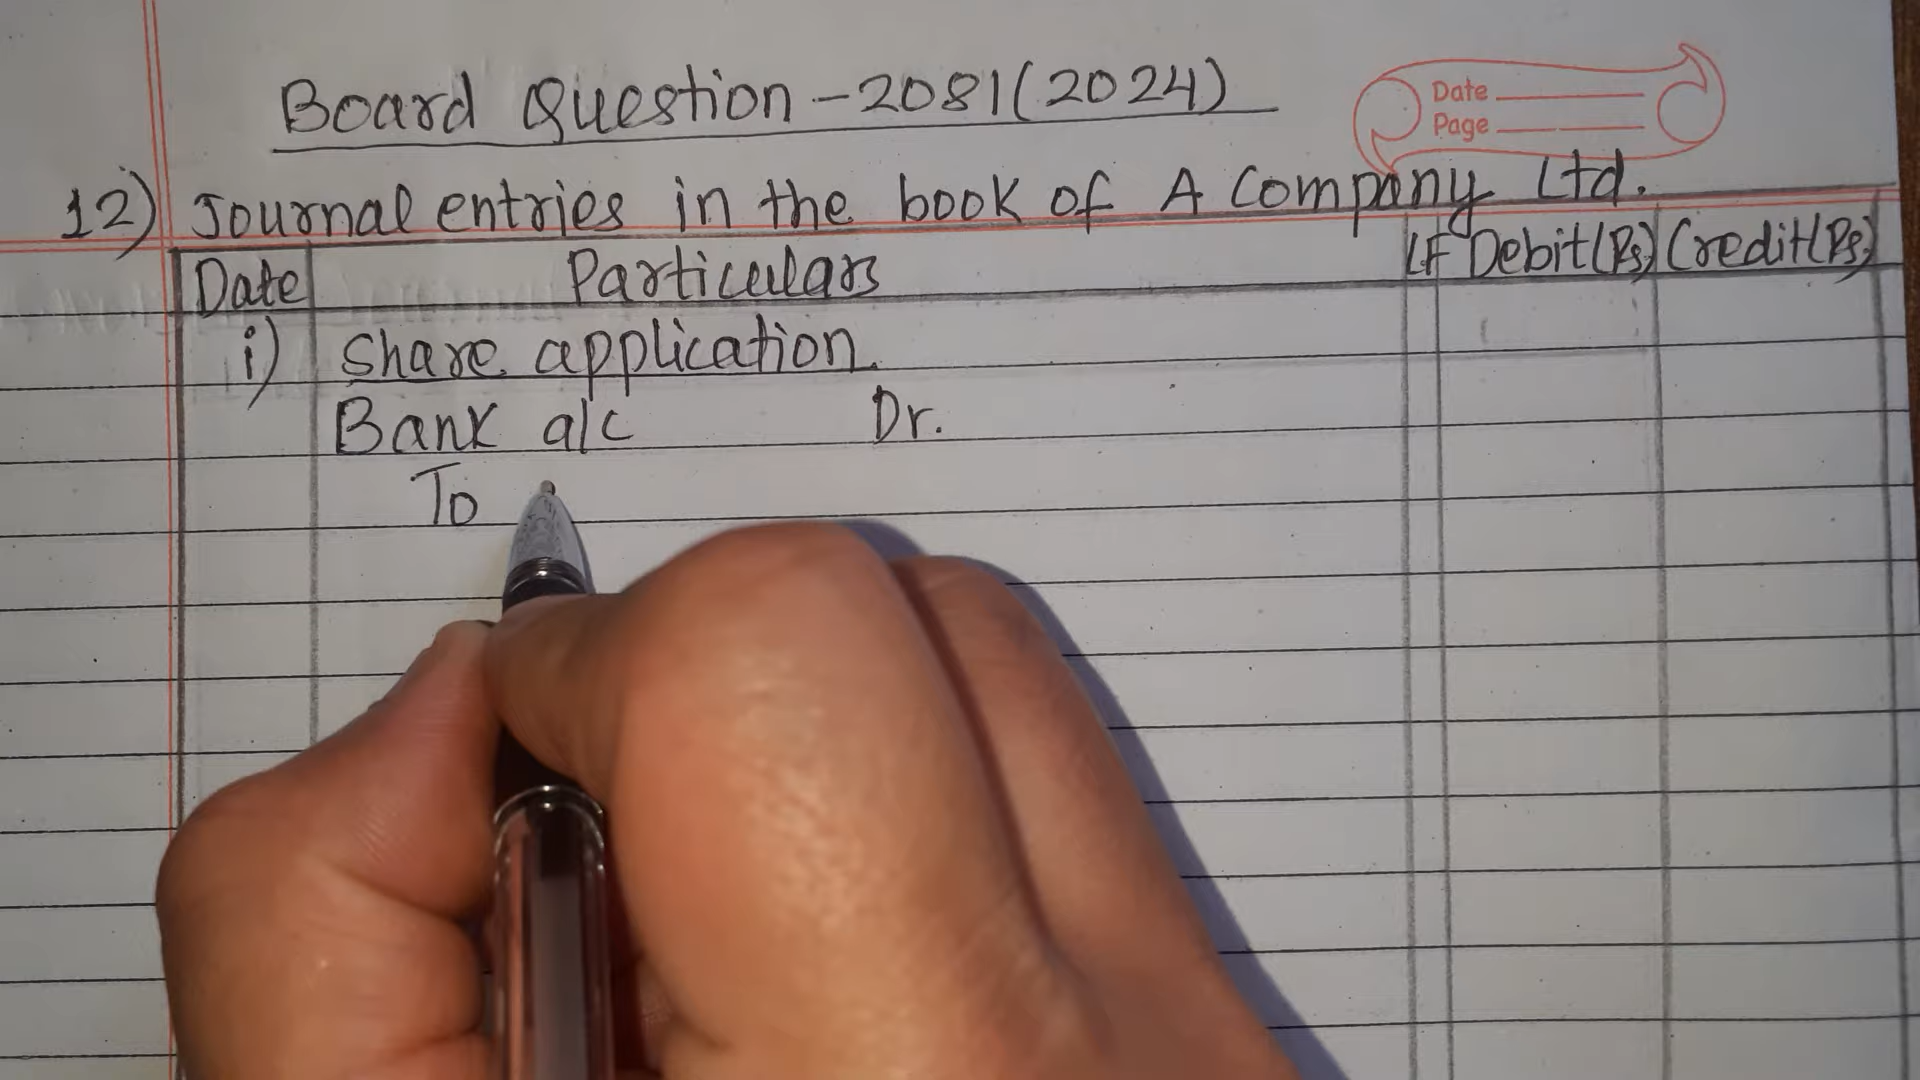 Board Question - 2081 (2024)
Date
Page
12) Journal entries in the book of A Company Ltd.
Date Particulars LF Debit(Rs) Credit(Rs)
i) Share application
Bank a/c Dr.
To